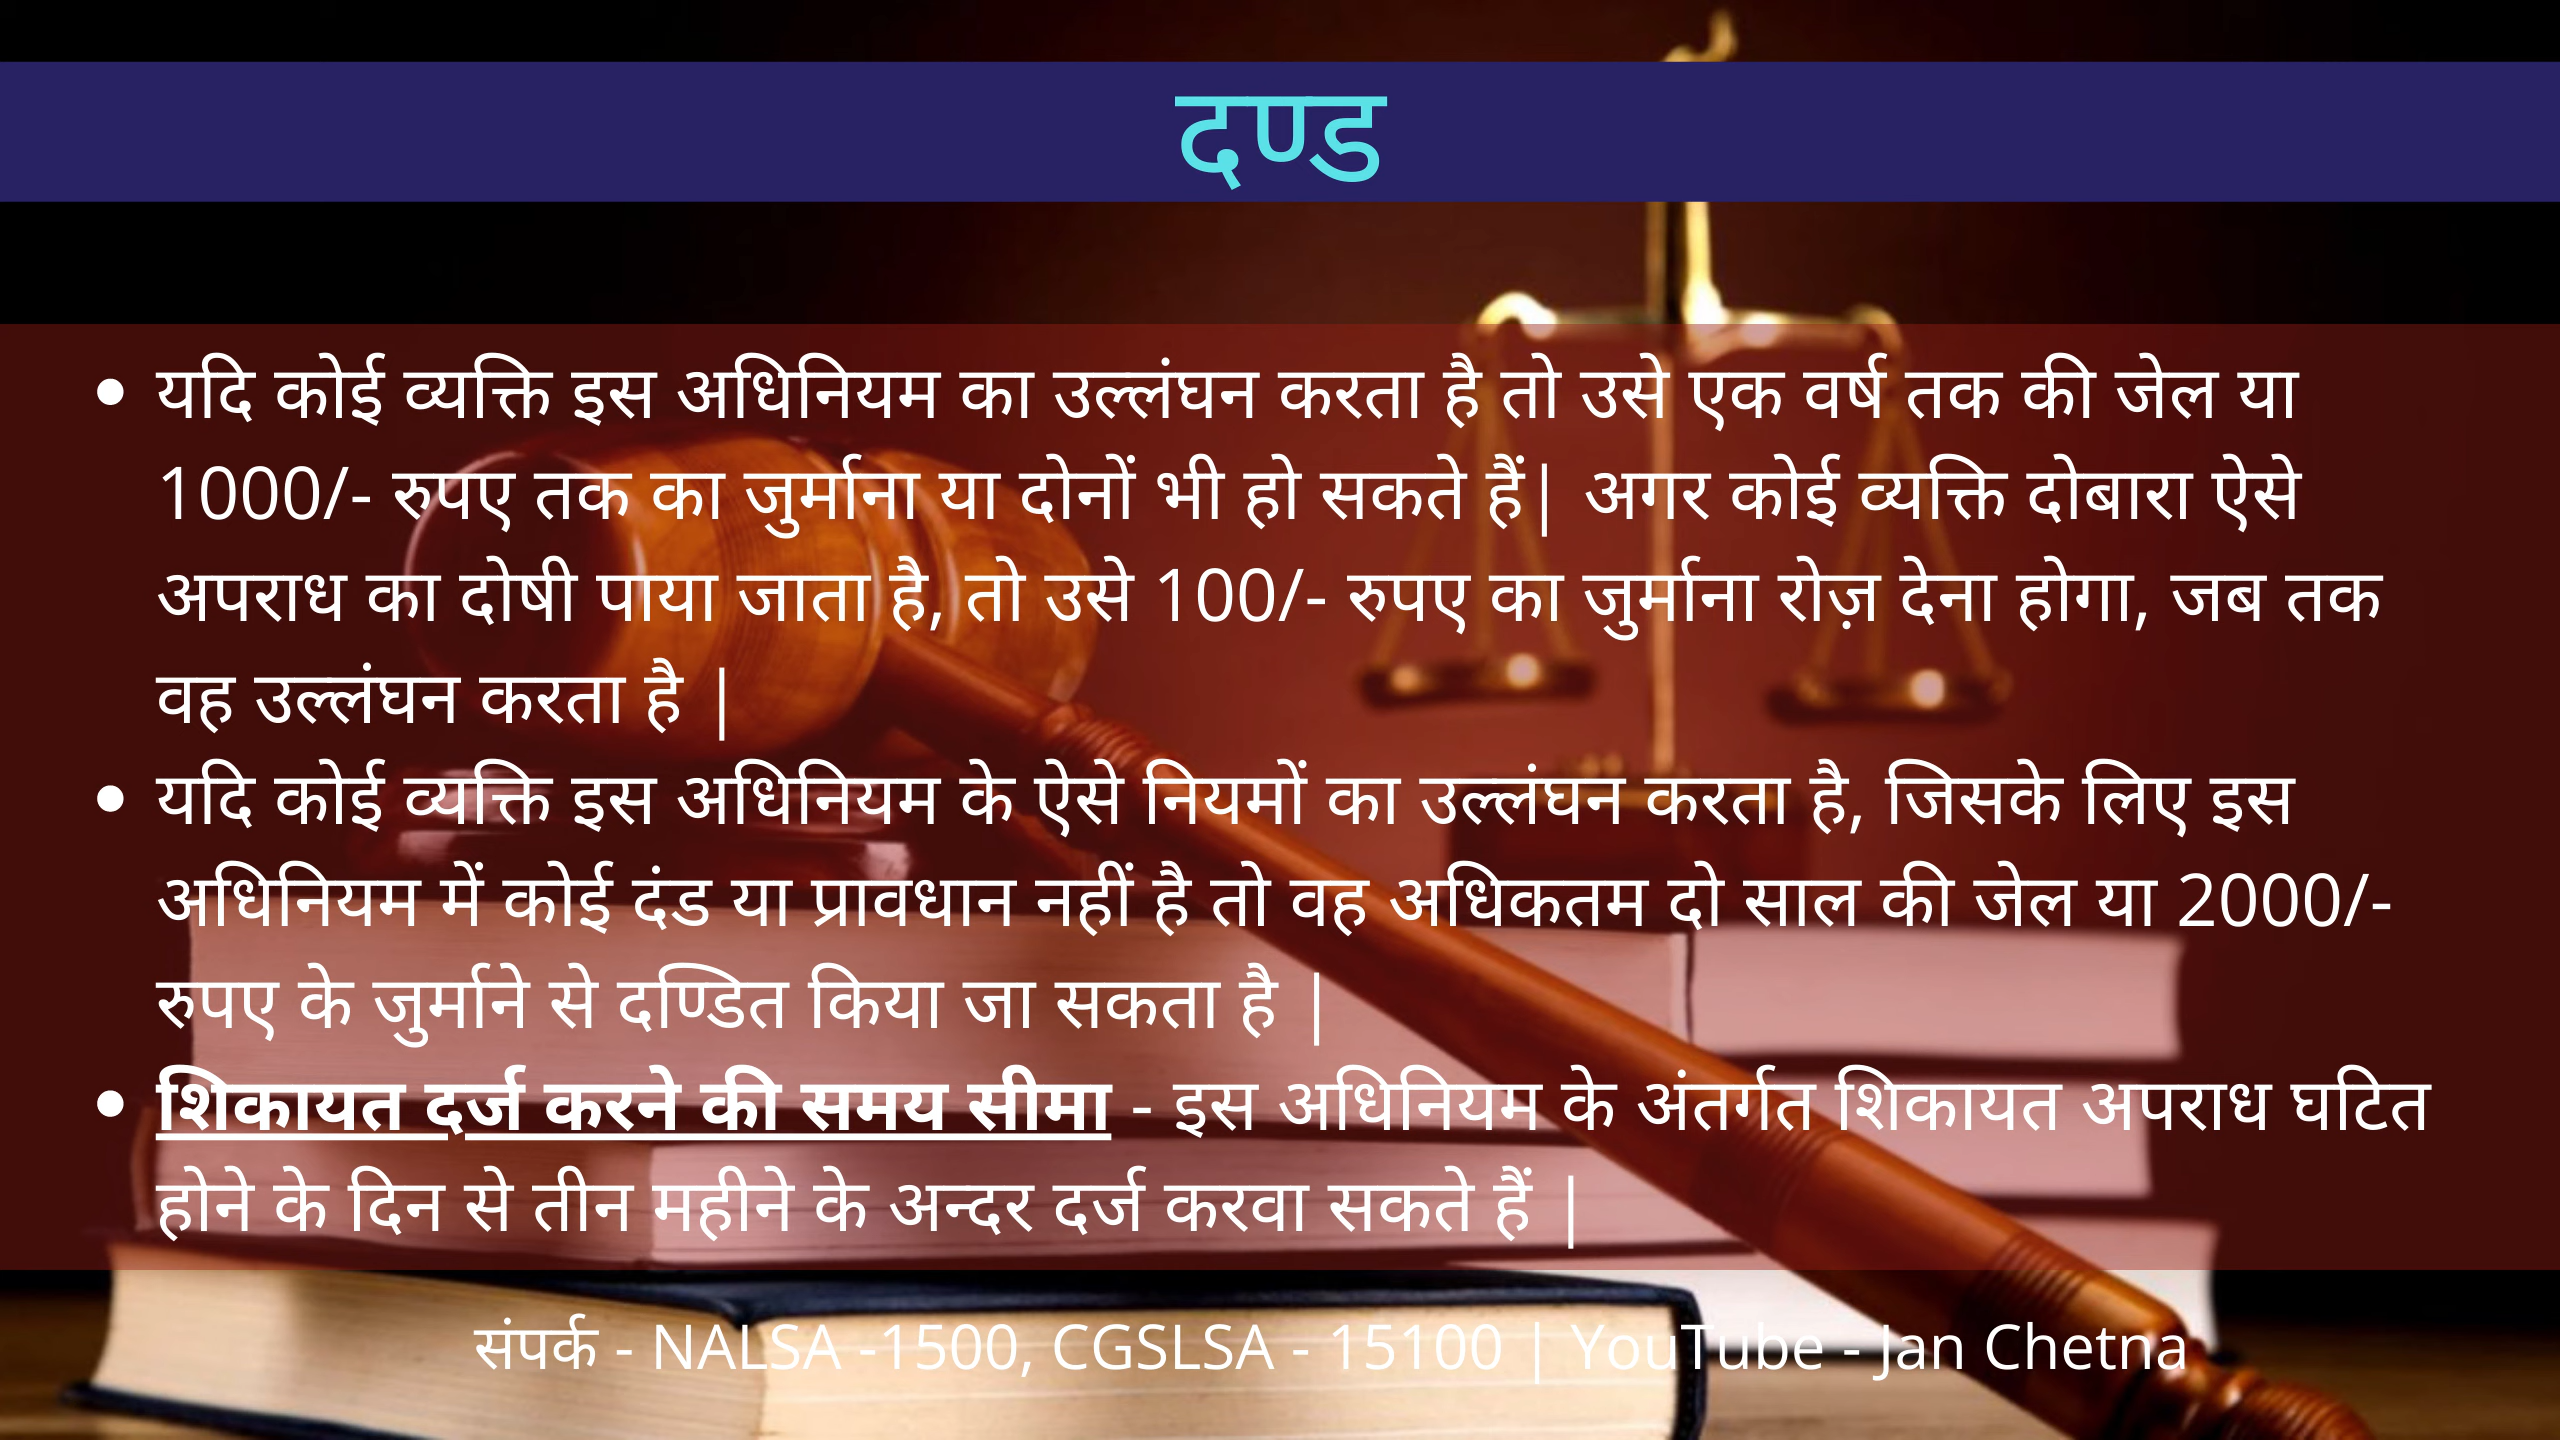 दण्ड
• यदि कोई व्यक्ति इस अधिनियम का उल्लंघन करता है तो उसे एक वर्ष तक की जेल या
1000/- रुपए तक का जुर्माना या दोनों भी हो सकते हैं| अगर कोई व्यक्ति दोबारा ऐसे
अपराध का दोषी पाया जाता है, तो उसे 100/- रुपए का जुर्माना रोज़ देना होगा, जब तक
वह उल्लंघन करता है |
• यदि कोई व्यक्ति इस अधिनियम के ऐसे नियमों का उल्लंघन करता है, जिसके लिए इस
अधिनियम में कोई दंड या प्रावधान नहीं है तो वह अधिकतम दो साल की जेल या 2000/-
रुपए के जुर्माने से दण्डित किया जा सकता है |
• शिकायत दर्ज करने की समय सीमा - इस अधिनियम के अंतर्गत शिकायत अपराध घटित
होने के दिन से तीन महीने के अन्दर दर्ज करवा सकते हैं |
संपर्क - NALSA -1500, CGSLSA - 15100 | YouTube - Jan Chetna